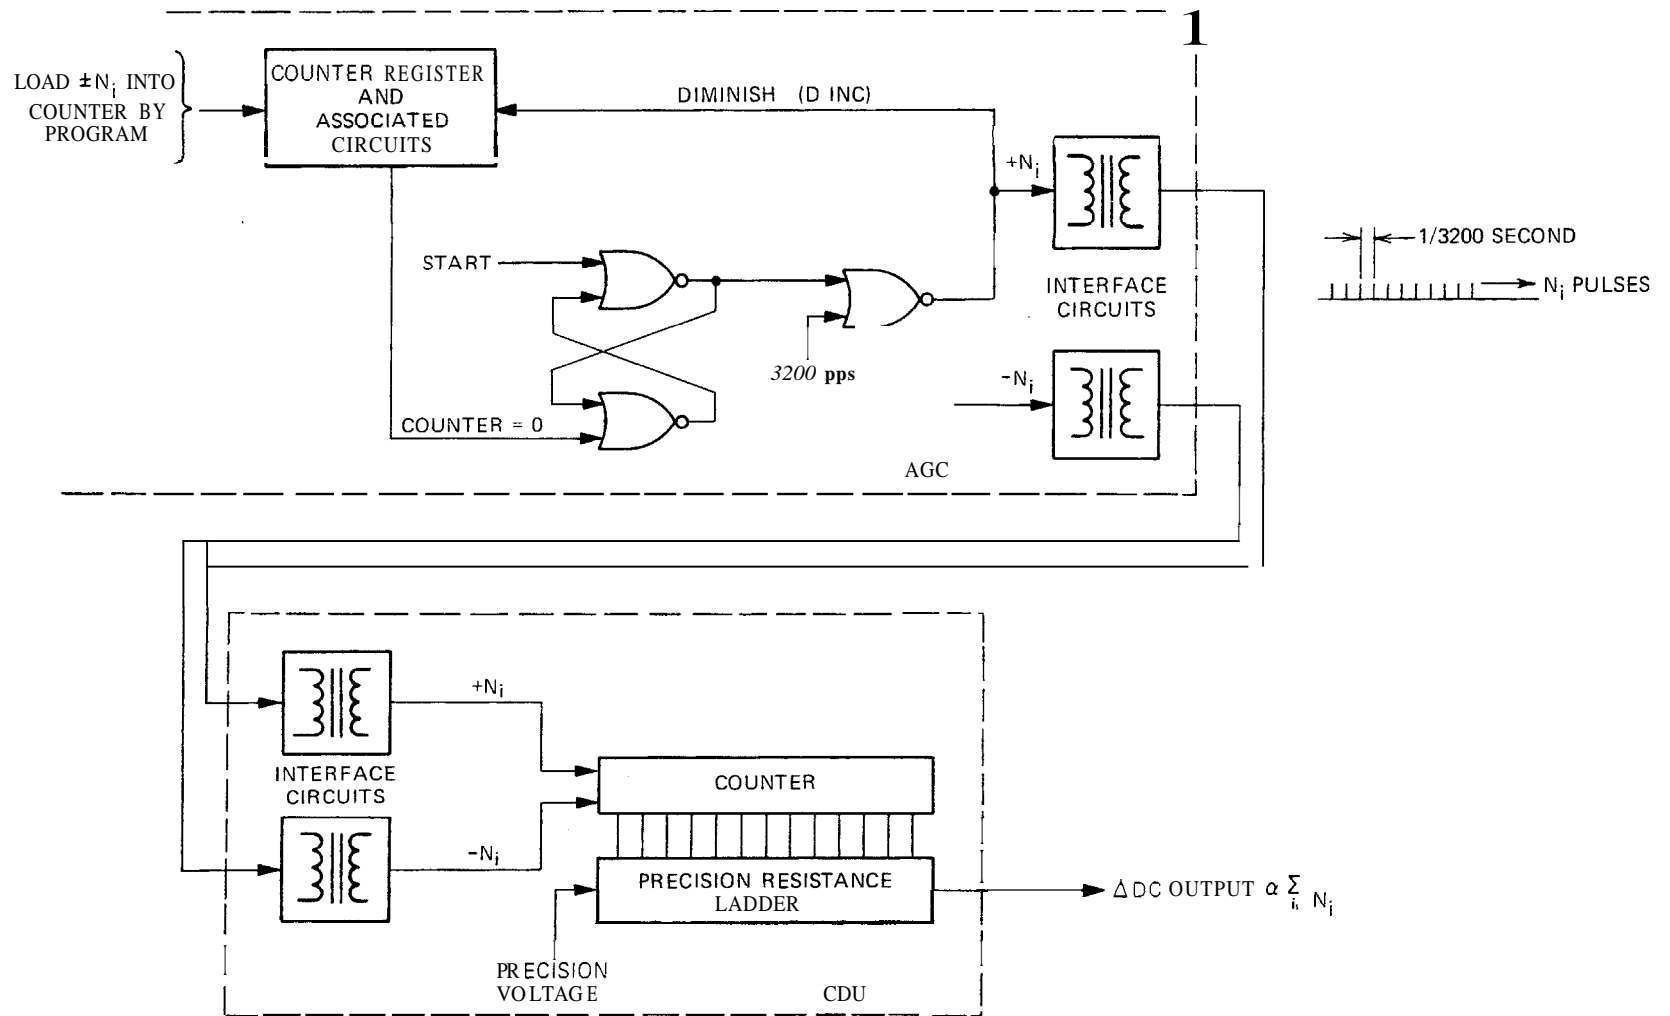 1
LOAD ±Ni INTO
COUNTER BY
PROGRAM
COUNTER REGISTER
AND
ASSOCIATED
CIRCUITS
DIMINISH (D INC)
+Ni
INTERFACE
CIRCUITS
1/3200 SECOND
Ni PULSES
START
3200 pps
-Ni
COUNTER = 0
AGC
+Ni
INTERFACE
CIRCUITS
-Ni
COUNTER
PRECISION RESISTANCE
LADDER
Δ DC OUTPUT α Σ Ni
i
PRECISION
VOLTAGE
CDU